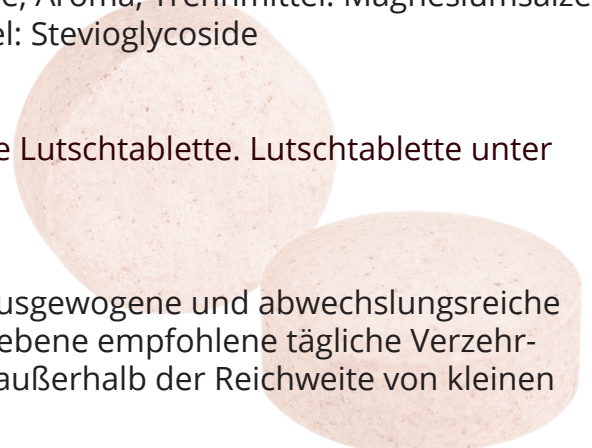 e, Aroma, Trennmittel: Magnesiumsalze
el: Stevioglycoside
e Lutschtablette. Lutschtablette unter
usgewogene und abwechslungsreiche
ebene empfohlene tägliche Verzehr-
außerhalb der Reichweite von kleinen